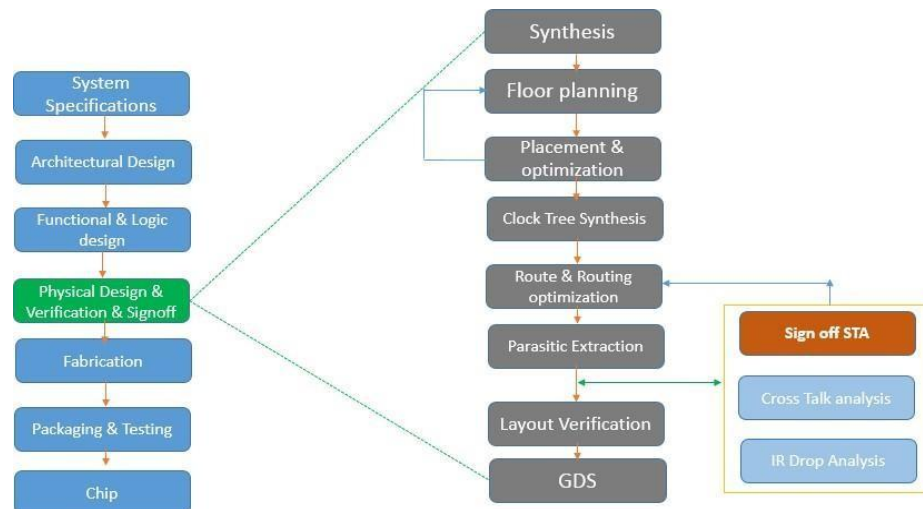 System
Specifications
Architectural Design
Functional & Logic
design
Physical Design &
Verification & Signoff
Fabrication
Packaging & Testing
Chip
Synthesis
Floor planning
Placement &
optimization
Clock Tree Synthesis
Route & Routing
optimization
Parasitic Extraction
Layout Verification
GDS
Sign off STA
Cross Talk analysis
IR Drop Analysis